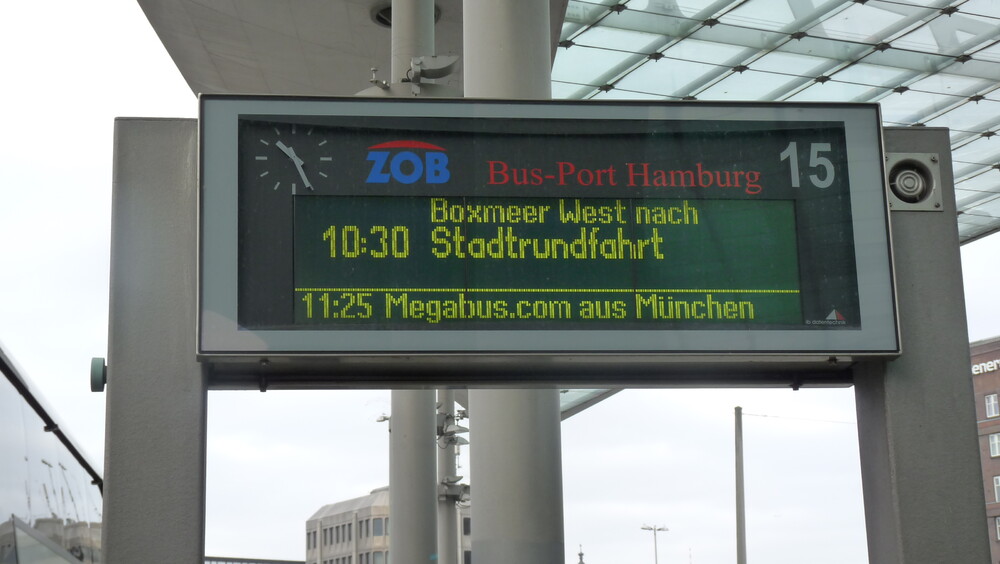 ZOB Bus-Port Hamburg 15
Boxmeer West nach
10:30 Stadtrundfahrt
11:25 Megabus.com aus München